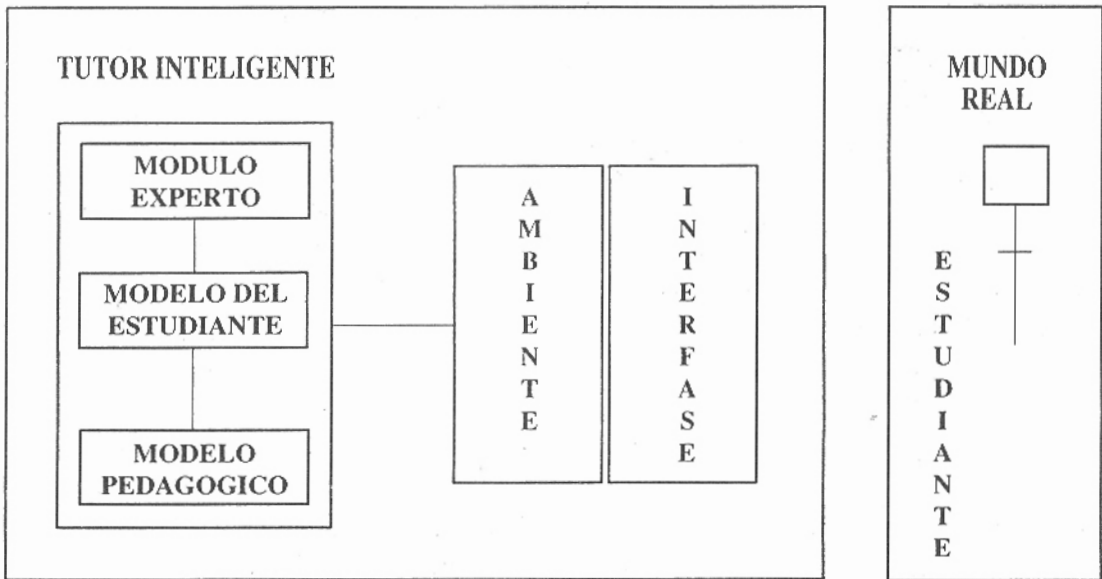 TUTOR INTELIGENTE
MODULO
EXPERTO
MODELO DEL
ESTUDIANTE
MODELO
PEDAGOGICO
AMBIENTE
INTERFASE
MUNDO
REAL
ESTUDIANTE